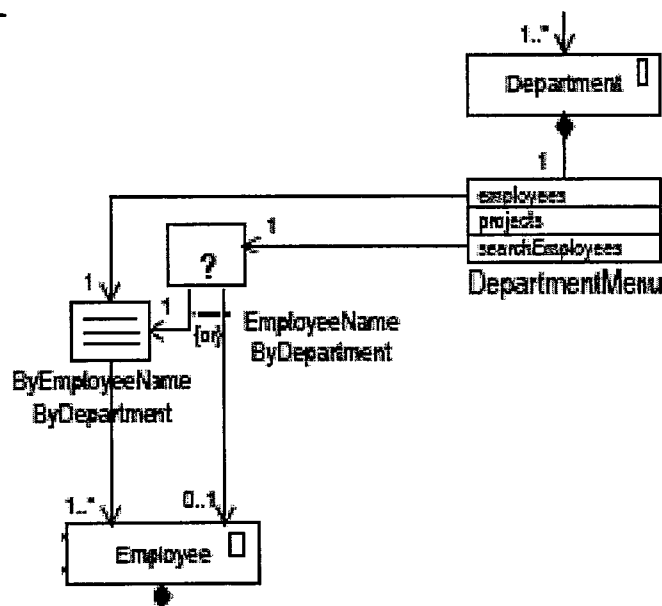 1..*
Department
1
employees
projects
searchEmployees
DepartmentMenu
1
?
1
1
{or}
EmployeeName
ByDepartment
ByEmployeeName
ByDepartment
1..*
0..1
Employee